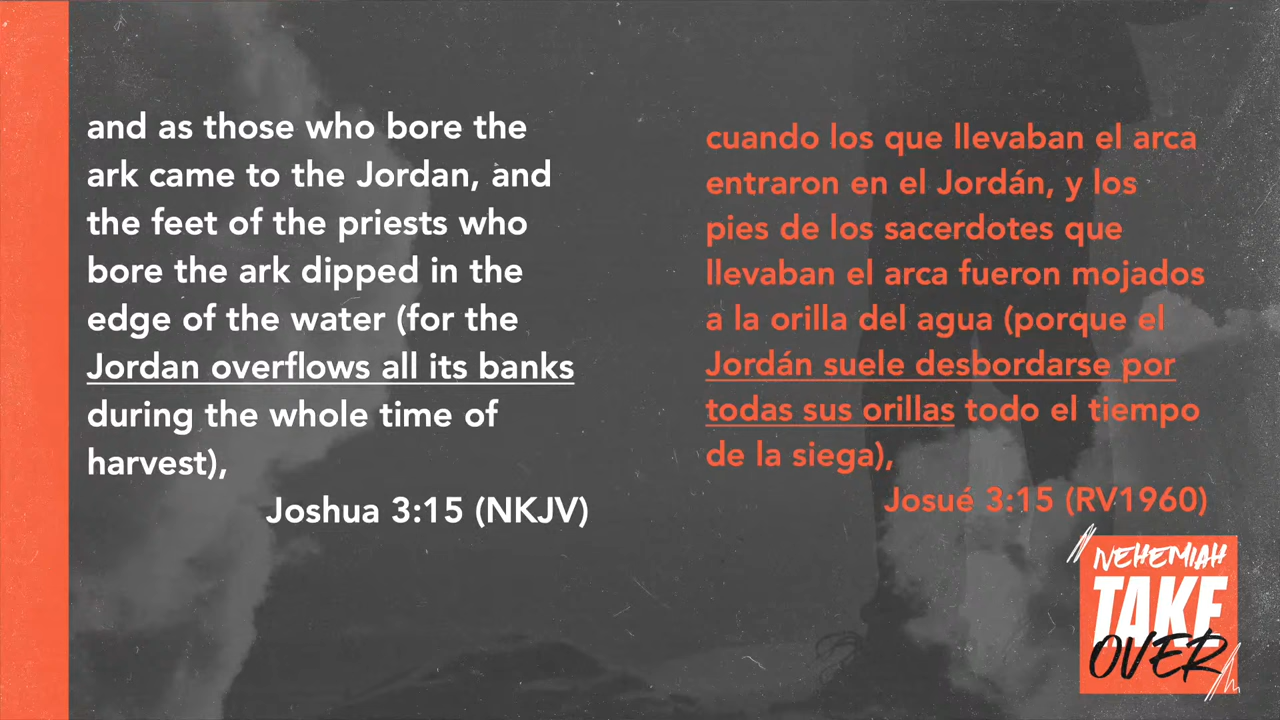 and as those who bore the
ark came to the Jordan, and
the feet of the priests who
bore the ark dipped in the
edge of the water (for the
Jordan overflows all its banks
during the whole time of
harvest),
Joshua 3:15 (NKJV)
cuando los que llevaban el arca
entraron en el Jordán, y los
pies de los sacerdotes que
llevaban el arca fueron mojados
a la orilla del agua (porque el
Jordán suele desbordarse por
todas sus orillas todo el tiempo
de la siega),
Josué 3:15 (RV1960)
NEHEMIAH
TAKE
OVER